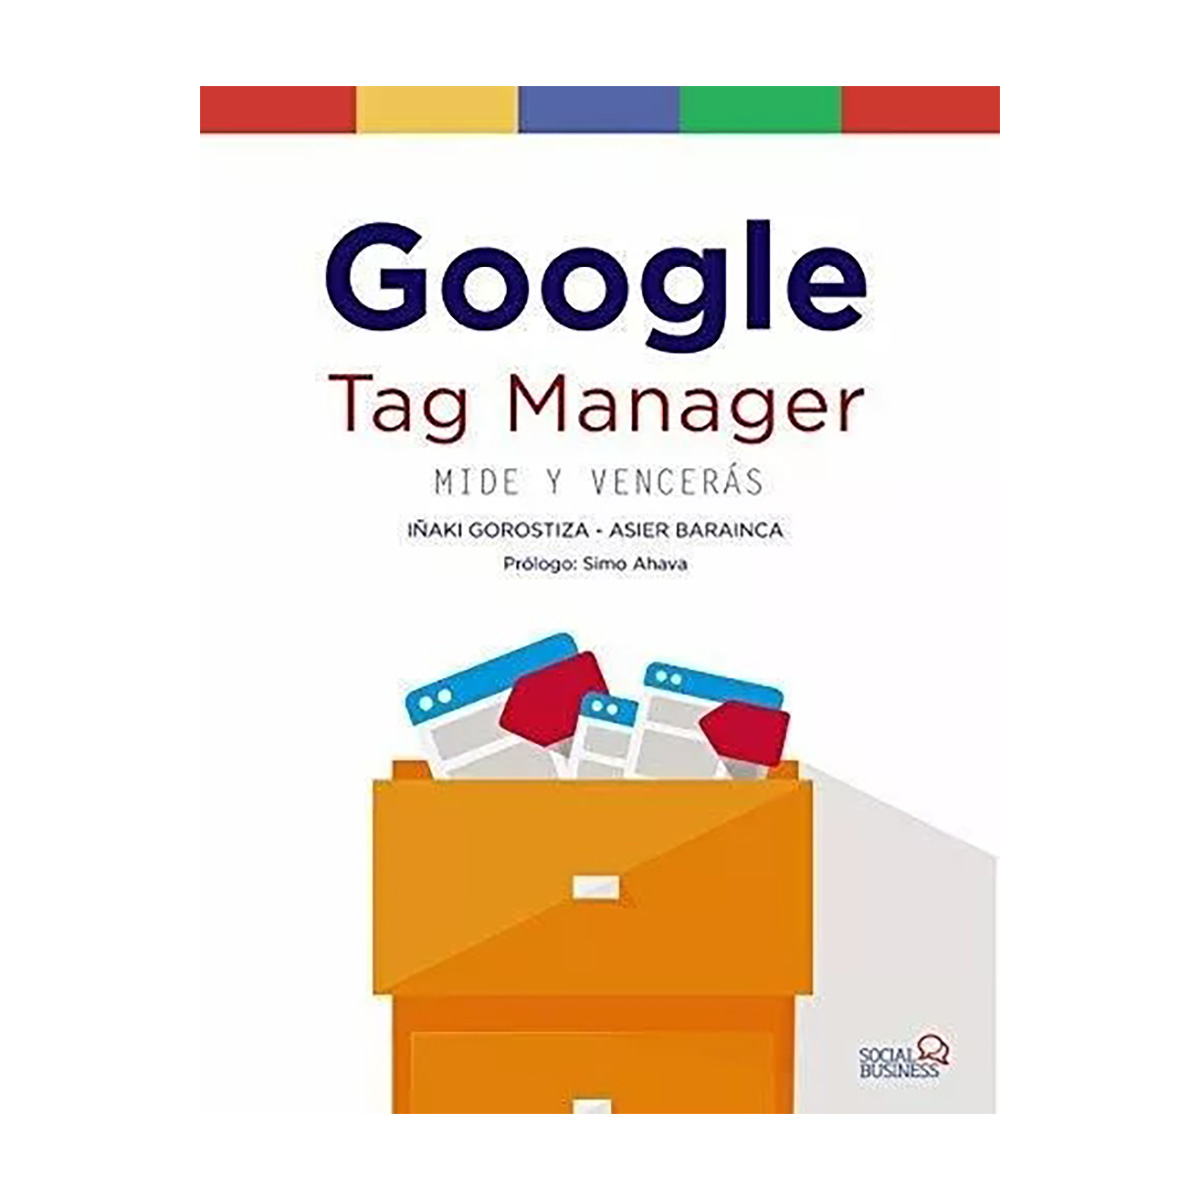 Google
Tag Manager
MIDE Y VENCERÁS
IÑAKI GOROSTIZA - ASIER BARAINCA
Prólogo: Simo Ahava
SOCIAL
BUSINESS